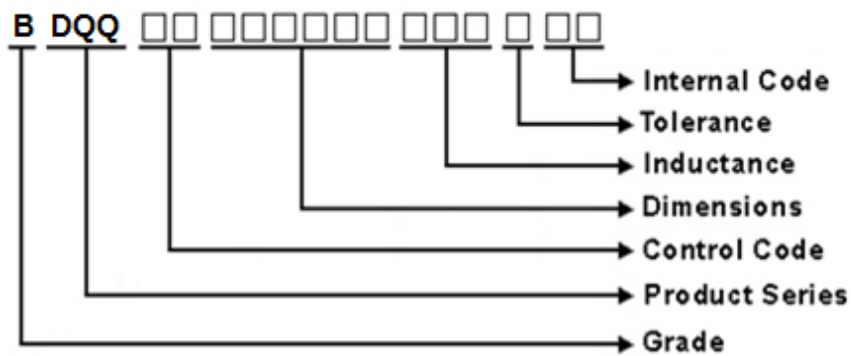 B DQQ □□ □□□□□□ □□□ □ □□
Internal Code
Tolerance
Inductance
Dimensions
Control Code
Product Series
Grade